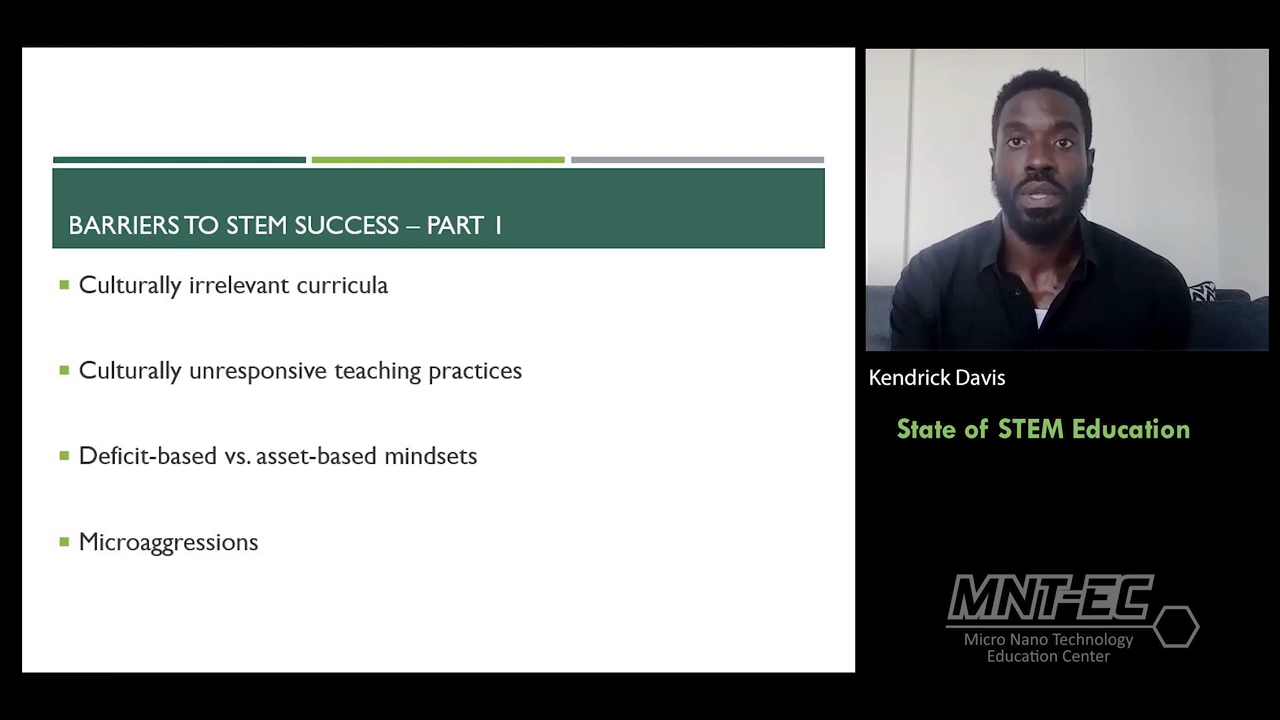 BARRIERS TO STEM SUCCESS – PART 1
Culturally irrelevant curricula
Culturally unresponsive teaching practices
Deficit-based vs. asset-based mindsets
Microaggressions
Kendrick Davis
State of STEM Education
MNT-EC
Micro Nano Technology
Education Center